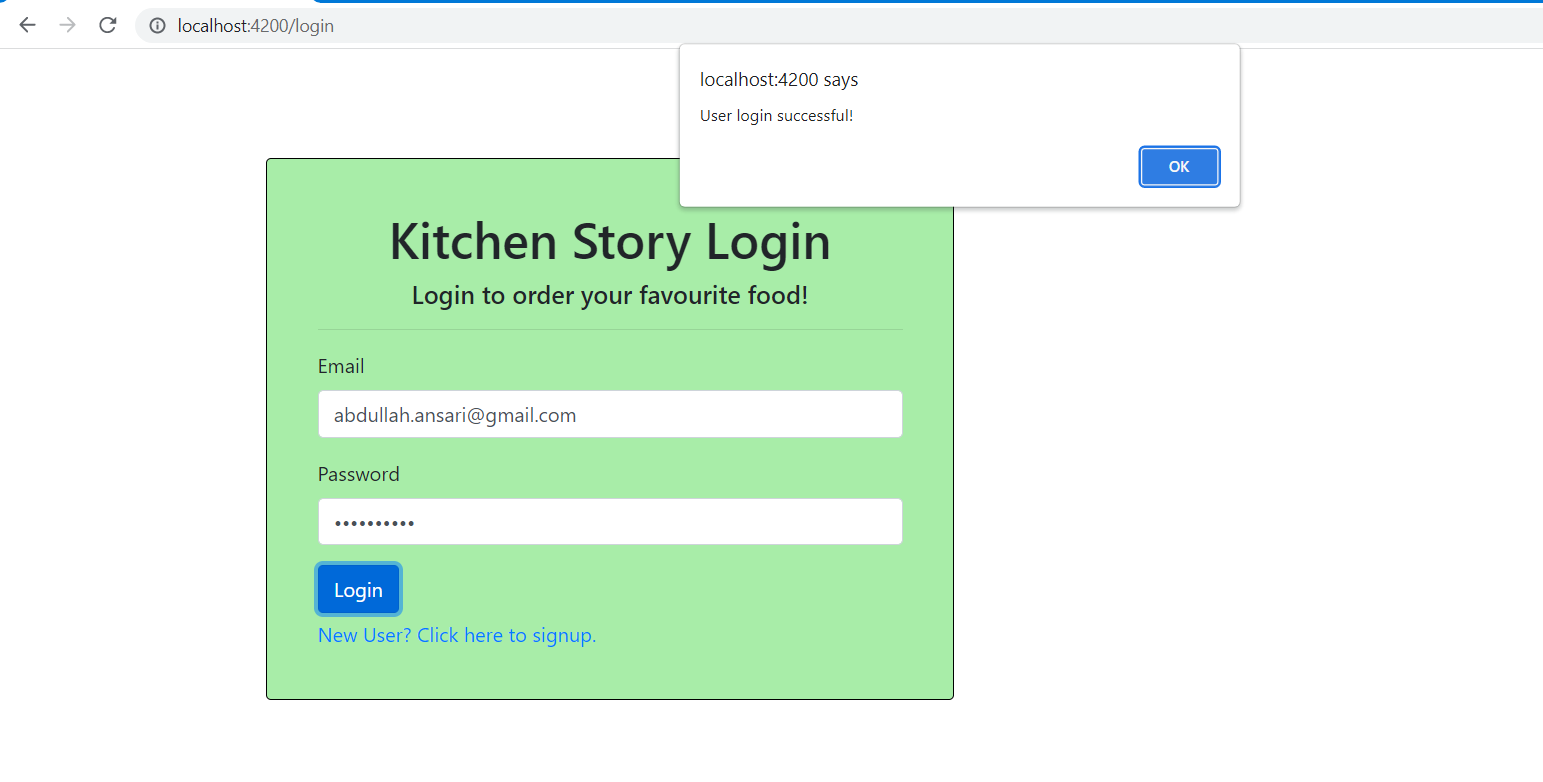 localhost:4200/login
localhost:4200 says
User login successful!
OK
Kitchen Story Login
Login to order your favourite food!
Email
abdullah.ansari@gmail.com
Password
••••••••••
Login
New User? Click here to signup.